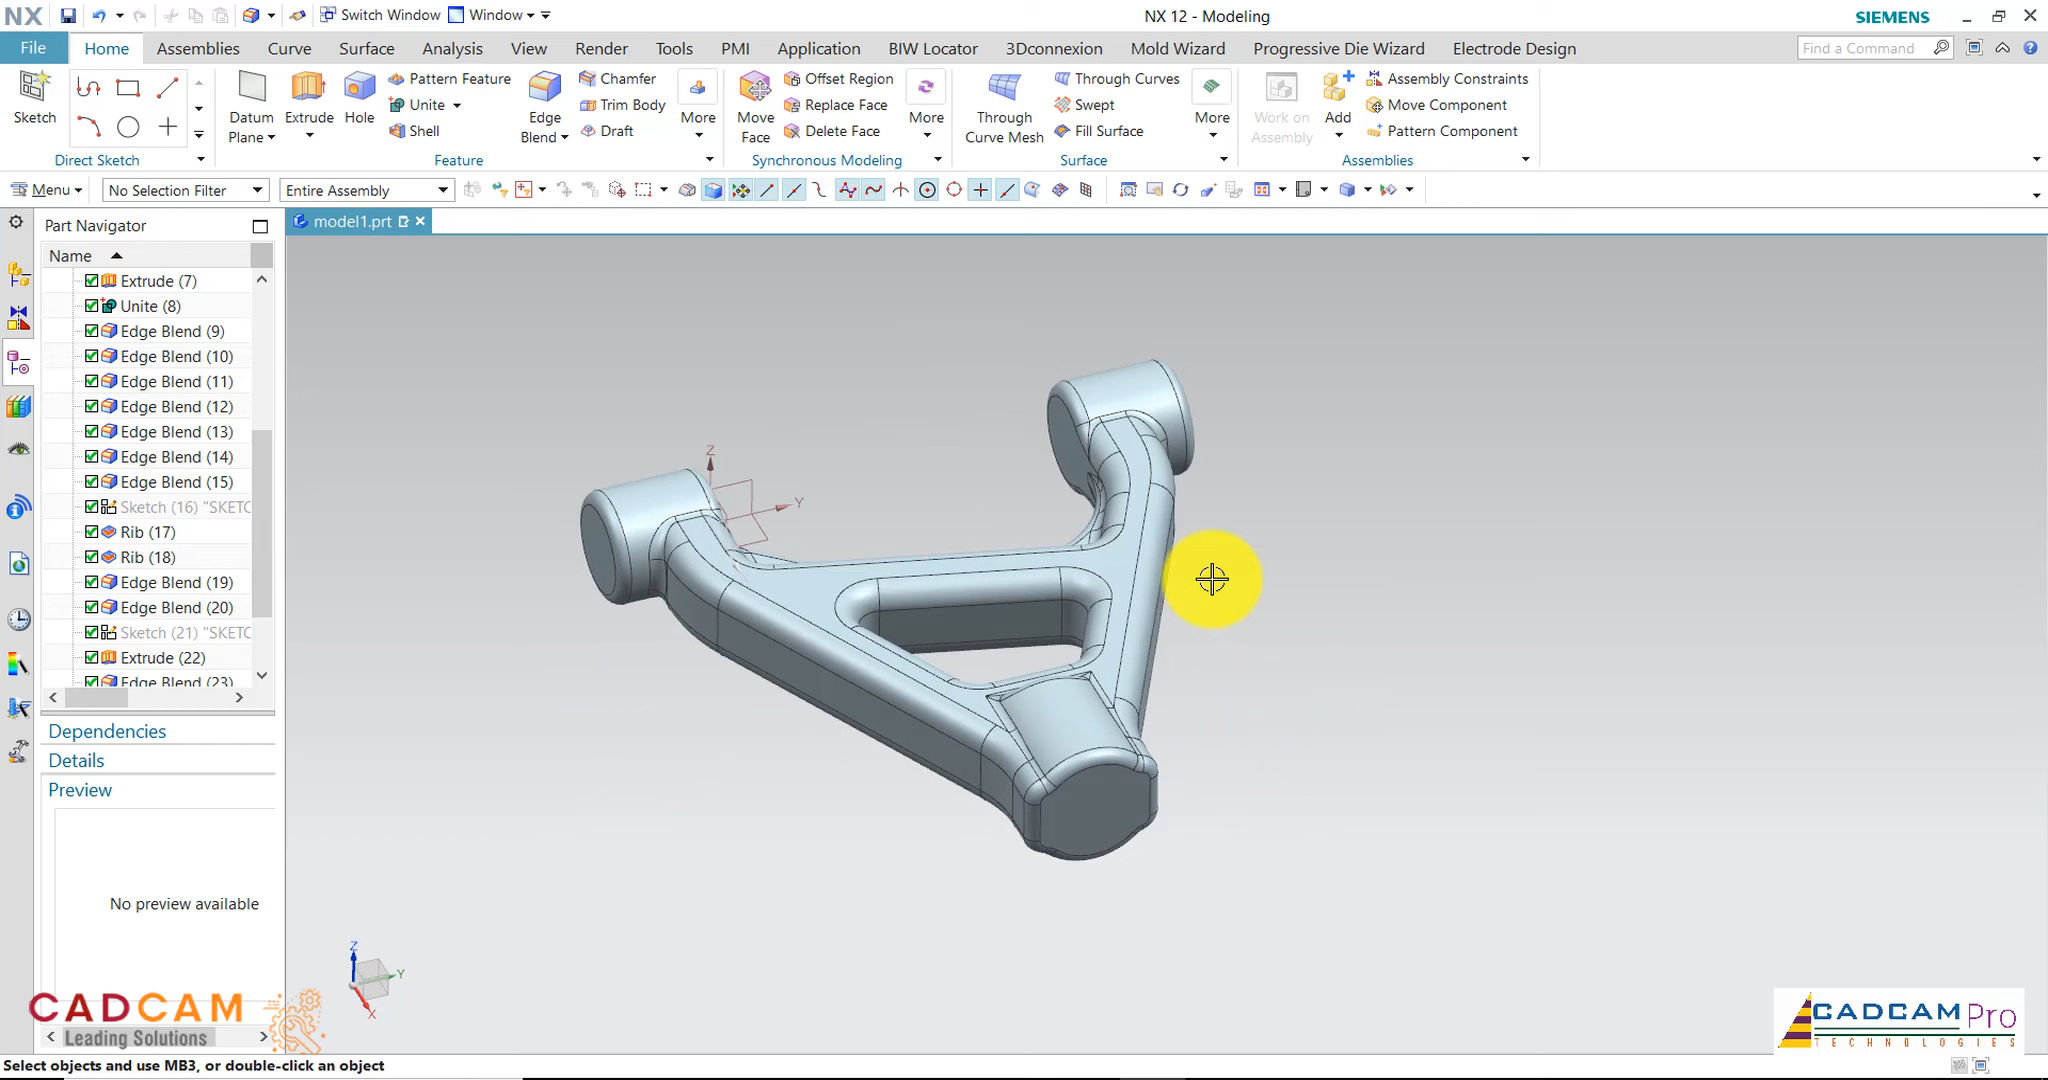 NX Switch Window Window NX 12 - Modeling SIEMENS
File Home Assemblies Curve Surface Analysis View Render Tools PMI Application BIW Locator 3Dconnexion Mold Wizard Progressive Die Wizard Electrode Design Find a Command
Sketch
Direct Sketch
Datum Plane
Extrude
Hole
Pattern Feature
Unite
Shell
Edge Blend
Chamfer
Trim Body
Draft
More
Feature
Move Face
Offset Region
Replace Face
Delete Face
More
Synchronous Modeling
Through Curve Mesh
Through Curves
Swept
Fill Surface
More
Surface
Work on Assembly
Add
Assembly Constraints
Move Component
Pattern Component
Assemblies
Menu No Selection Filter Entire Assembly
Part Navigator
model1.prt
Name
Extrude (7)
Unite (8)
Edge Blend (9)
Edge Blend (10)
Edge Blend (11)
Edge Blend (12)
Edge Blend (13)
Edge Blend (14)
Edge Blend (15)
Sketch (16) "SKETC
Rib (17)
Rib (18)
Edge Blend (19)
Edge Blend (20)
Sketch (21) "SKETC
Extrude (22)
Edge Blend (23)
Dependencies
Details
Preview
No preview available
Z
Y
Z
Y
X
CADCAM
Leading Solutions
CADCAM Pro
TECHNOLOGIES
Select objects and use MB3, or double-click an object